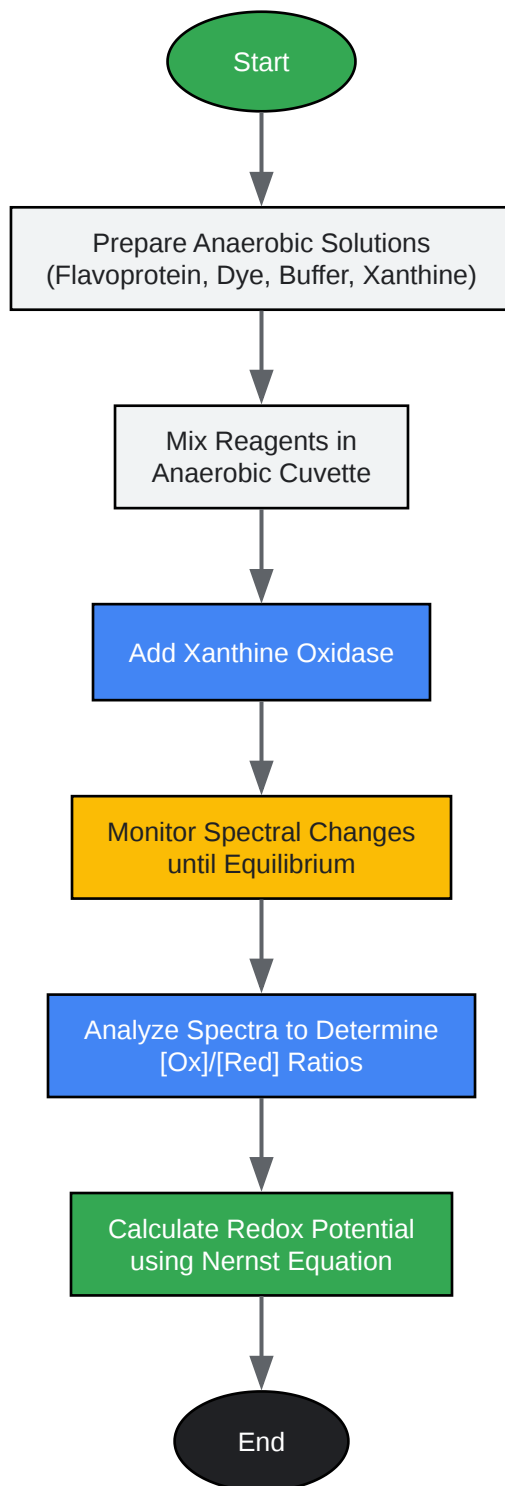 Start
Prepare Anaerobic Solutions
(Flavoprotein, Dye, Buffer, Xanthine)
Mix Reagents in
Anaerobic Cuvette
Add Xanthine Oxidase
Monitor Spectral Changes
until Equilibrium
Analyze Spectra to Determine
[Ox]/[Red] Ratios
Calculate Redox Potential
using Nernst Equation
End